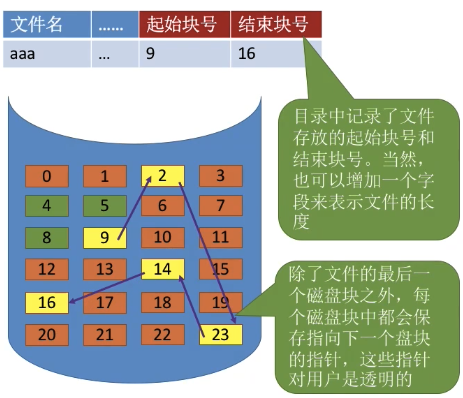 文件名 …… 起始块号 结束块号
aaa … 9 16
目录中记录了文件
存放的起始块号和
结束块号。当然，
也可以增加一个字
段来表示文件的长
度
0 1 2 3
4 5 6 7
8 9 10 11
12 13 14 15
16 17 18 19
20 21 22 23
除了文件的最后一
个磁盘块之外，每
个磁盘块中都会保
存指向下一个盘块
的指针，这些指针
对用户是透明的